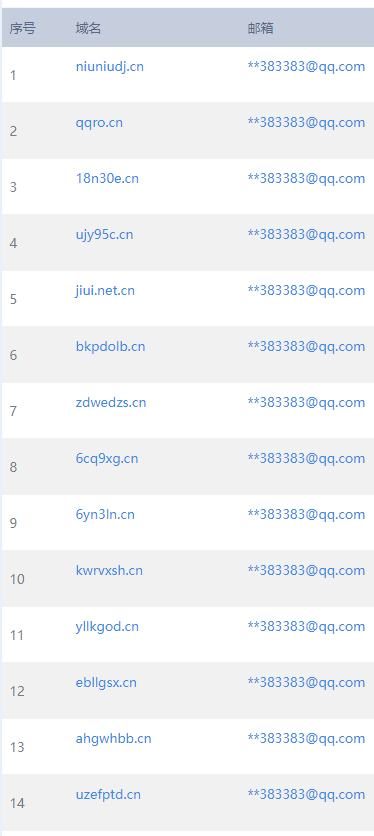 序号 域名 邮箱
1 niuniudj.cn **383383@qq.com
2 qqro.cn **383383@qq.com
3 18n30e.cn **383383@qq.com
4 ujy95c.cn **383383@qq.com
5 jiui.net.cn **383383@qq.com
6 bkpdolb.cn **383383@qq.com
7 zdwedzs.cn **383383@qq.com
8 6cq9xg.cn **383383@qq.com
9 6yn3ln.cn **383383@qq.com
10 kwrvxsh.cn **383383@qq.com
11 yllkgod.cn **383383@qq.com
12 ebllgsx.cn **383383@qq.com
13 ahgwhbb.cn **383383@qq.com
14 uzefptd.cn **383383@qq.com